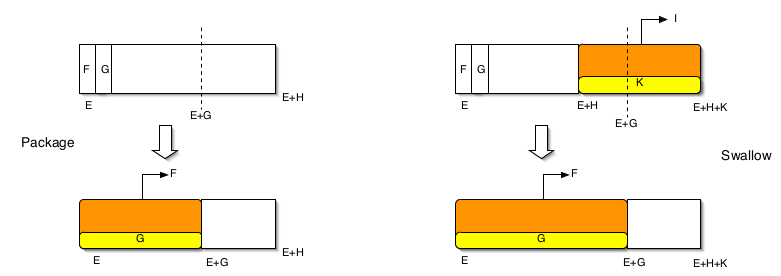 I
F G
F G
K
E
E+G
E+H
E
E+H
E+G
E+H+K
Package
Swallow
F
F
G
G
E
E+G
E+H
E
E+G
E+H+K